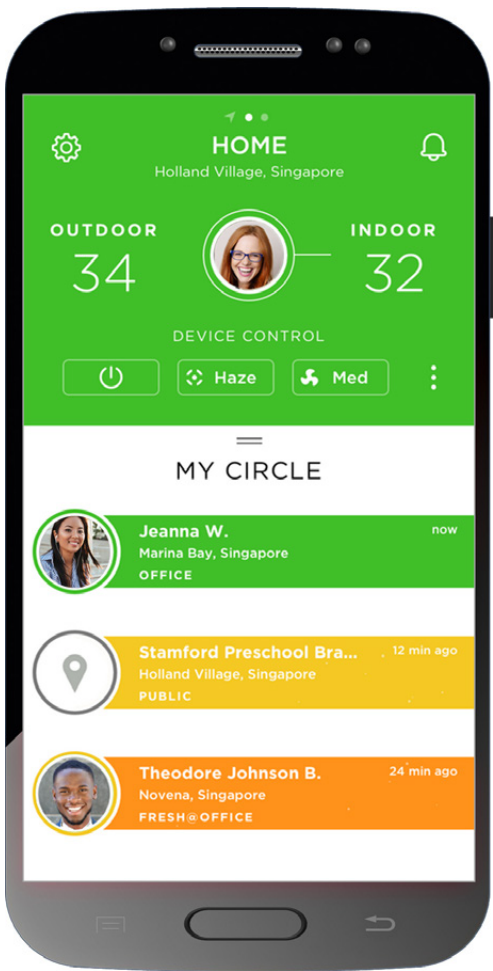 HOME
Holland Village, Singapore
OUTDOOR
34
INDOOR
32
DEVICE CONTROL
Haze
Med
MY CIRCLE
Jeanna W.
now
Marina Bay, Singapore
OFFICE
Stamford Preschool Bra...
12 min ago
Holland Village, Singapore
PUBLIC
Theodore Johnson B.
24 min ago
Novena, Singapore
FRESH@OFFICE